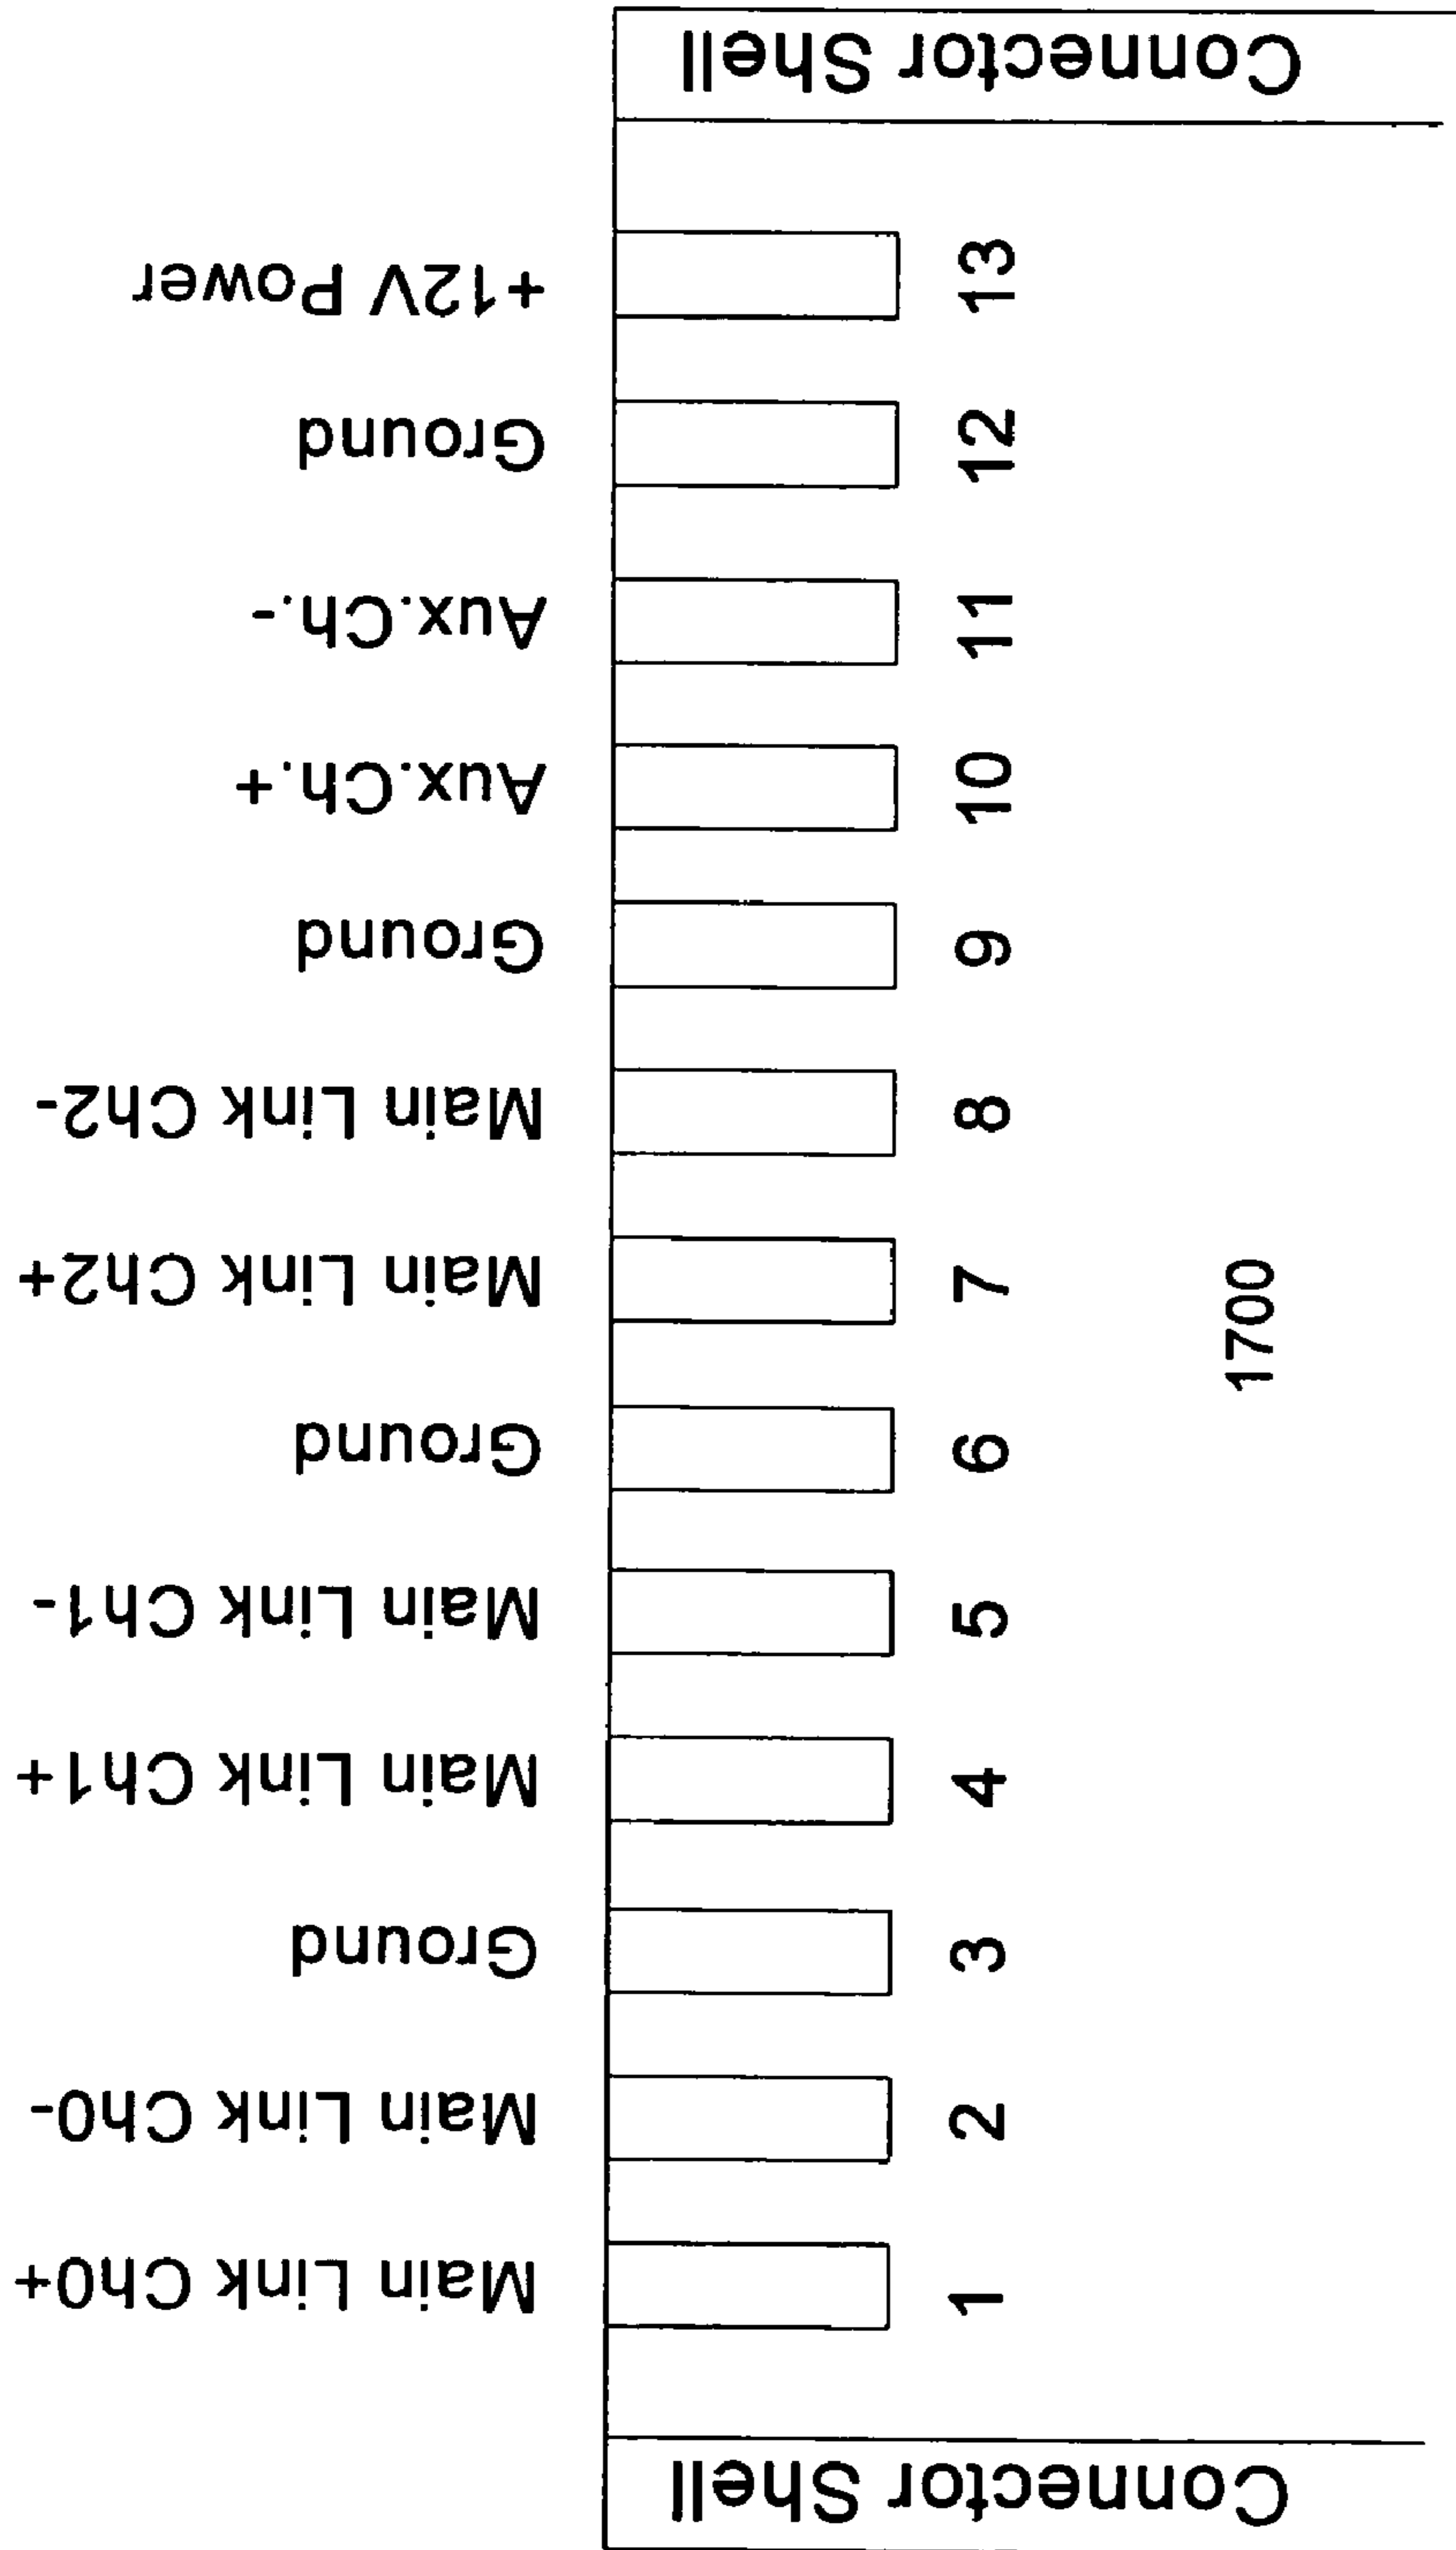 Connector Shell
Main Link Ch0+
1
Main Link Ch0-
2
Ground
3
Main Link Ch1+
4
Main Link Ch1-
5
Ground
6
Main Link Ch2+
7
Main Link Ch2-
8
Ground
9
Aux.Ch.+
10
Aux.Ch.-
11
Ground
12
+12V Power
13
Connector Shell
1700